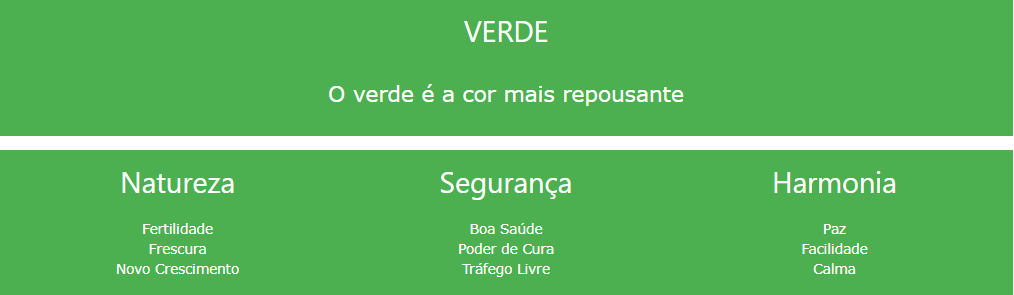 VERDE
O verde é a cor mais repousante
Natureza
Fertilidade
Frescura
Novo Crescimento
Segurança
Boa Saúde
Poder de Cura
Tráfego Livre
Harmonia
Paz
Facilidade
Calma